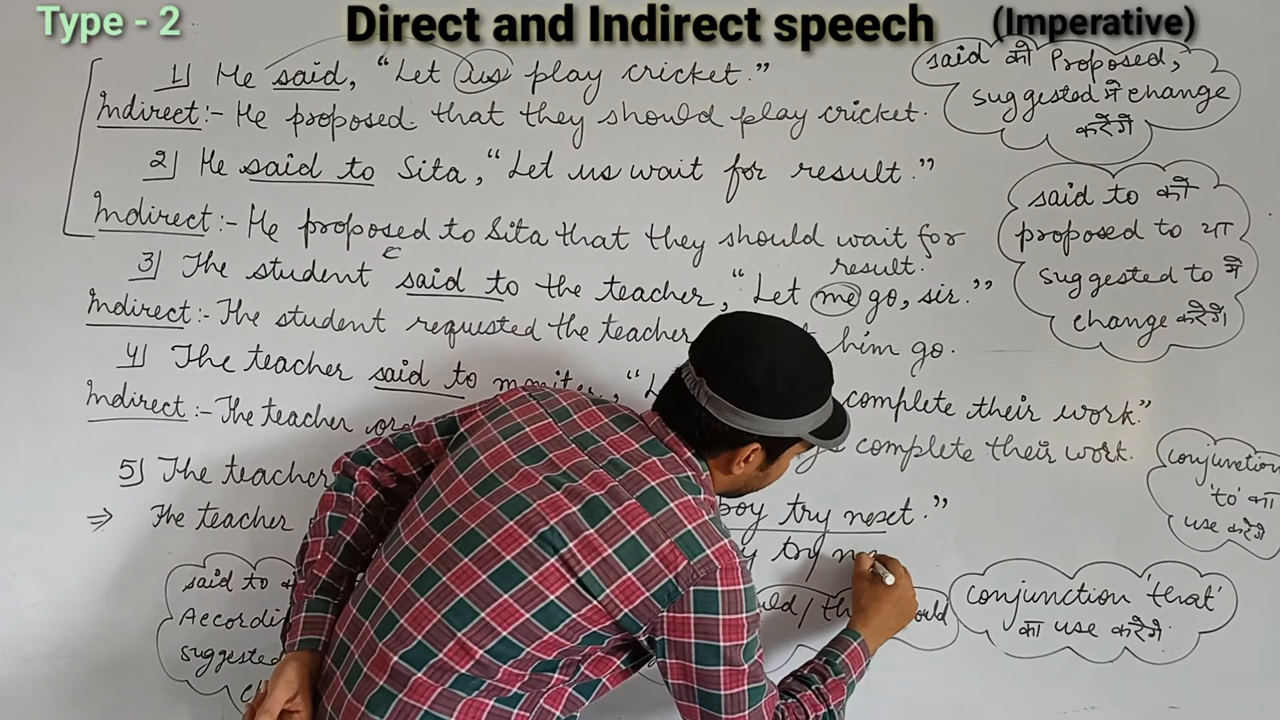 Type - 2
Direct and Indirect speech
(Imperative)
1] He said, "Let us play cricket."
Indirect:- He proposed that they should play cricket.
2] He said to Sita, "Let us wait for result."
Indirect:- He proposed to Sita that they should wait for
result.
3] The student said to the teacher, "Let me go, sir."
Indirect:- The student requested the teacher him go.
4] The teacher said to complete their work."
Indirect:- The teacher complete their work.
5] The teacher boy try next."
⇒ The teacher try
said को Proposed,
suggested में change
करेंगे
said to को
proposed to या
suggested to में
change करेंगे
conjunction
'to' का
use करेंगे
said to
suggested
conjunction 'that'
का use करेंगे